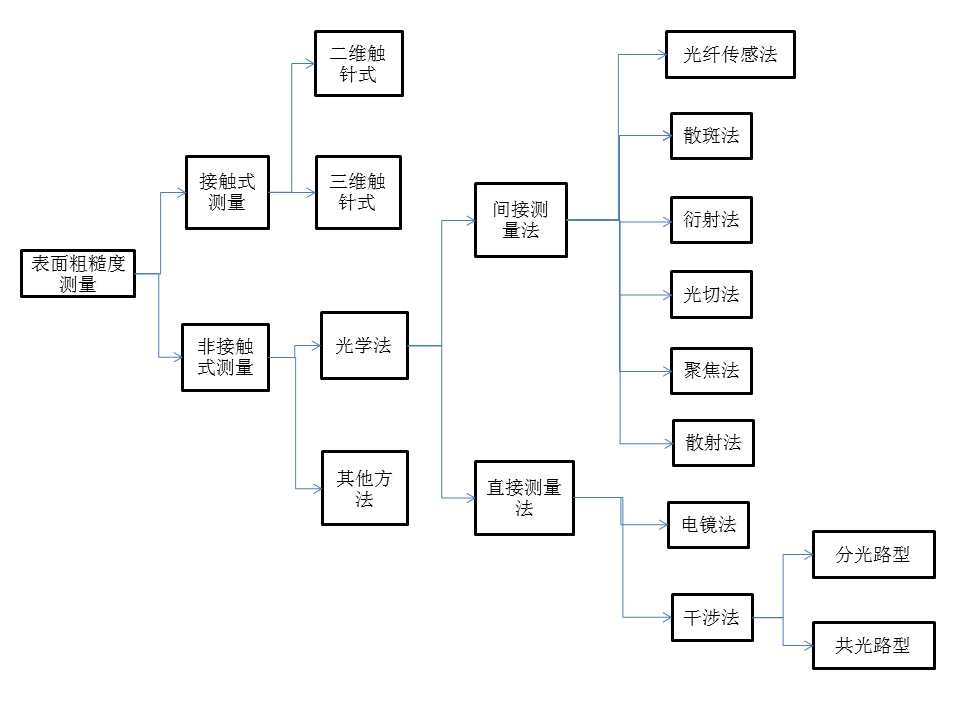 表面粗糙度
测量
接触式
测量
二维触
针式
三维触
针式
非接触
式测量
光学法
其他方
法
间接测
量法
光纤传感法
散斑法
衍射法
光切法
聚焦法
散射法
直接测量
法
电镜法
干涉法
分光路型
共光路型